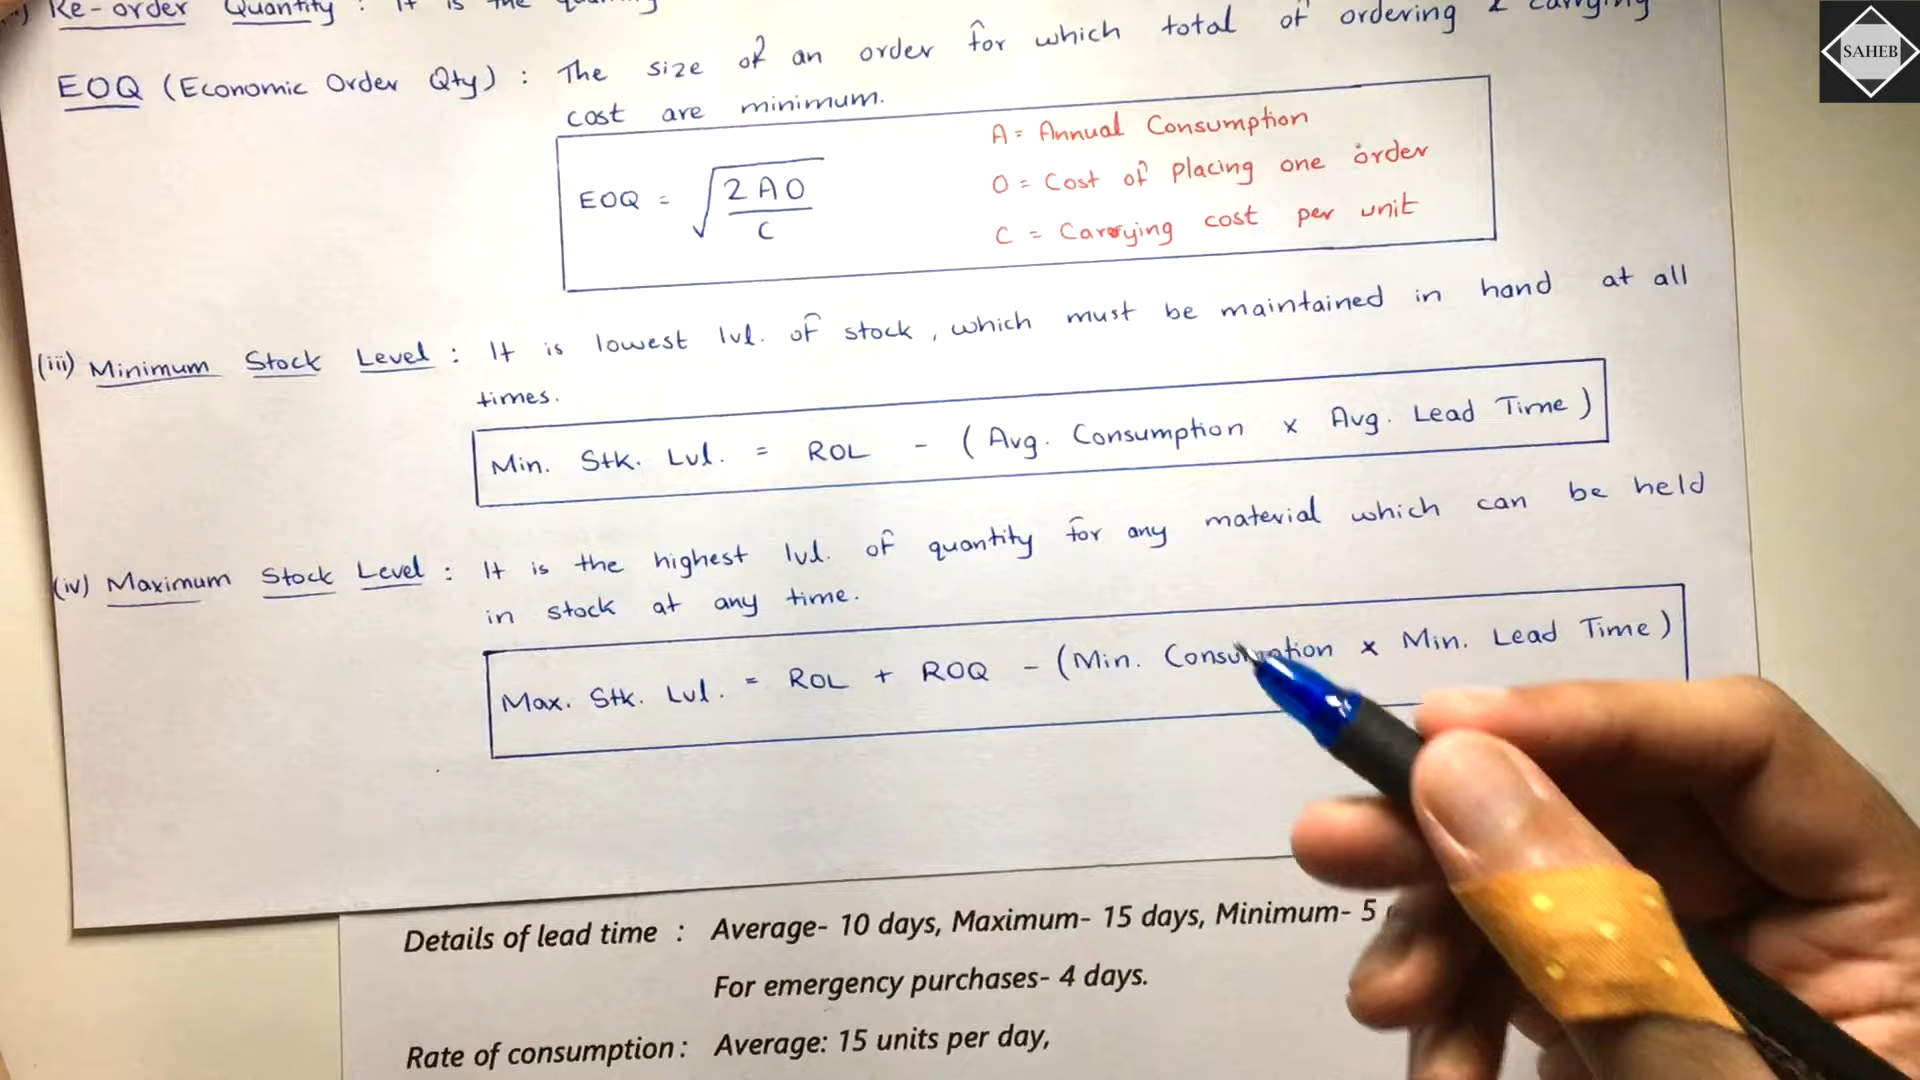 Re-order Quantity : It is the
EOQ (Economic Order Qty) : The size of an order for which total of ordering & carrying
cost are minimum.
EOQ = √ 2AO / C
A = Annual Consumption
O = Cost of Placing one order
C = Carrying cost per unit
(iii) Minimum Stock Level : It is lowest lvl. of stock, which must be maintained in hand at all
times.
Min. Stk. Lvl. = ROL - (Avg. Consumption x Avg. Lead Time)
(iv) Maximum Stock Level : It is the highest lvl. of quantity for any material which can be held
in stock at any time.
Max. Stk. Lvl. = ROL + ROQ - (Min. Consumption x Min. Lead Time)
Details of lead time : Average- 10 days, Maximum- 15 days, Minimum- 5
For emergency purchases- 4 days.
Rate of consumption : Average: 15 units per day,
SAHEB